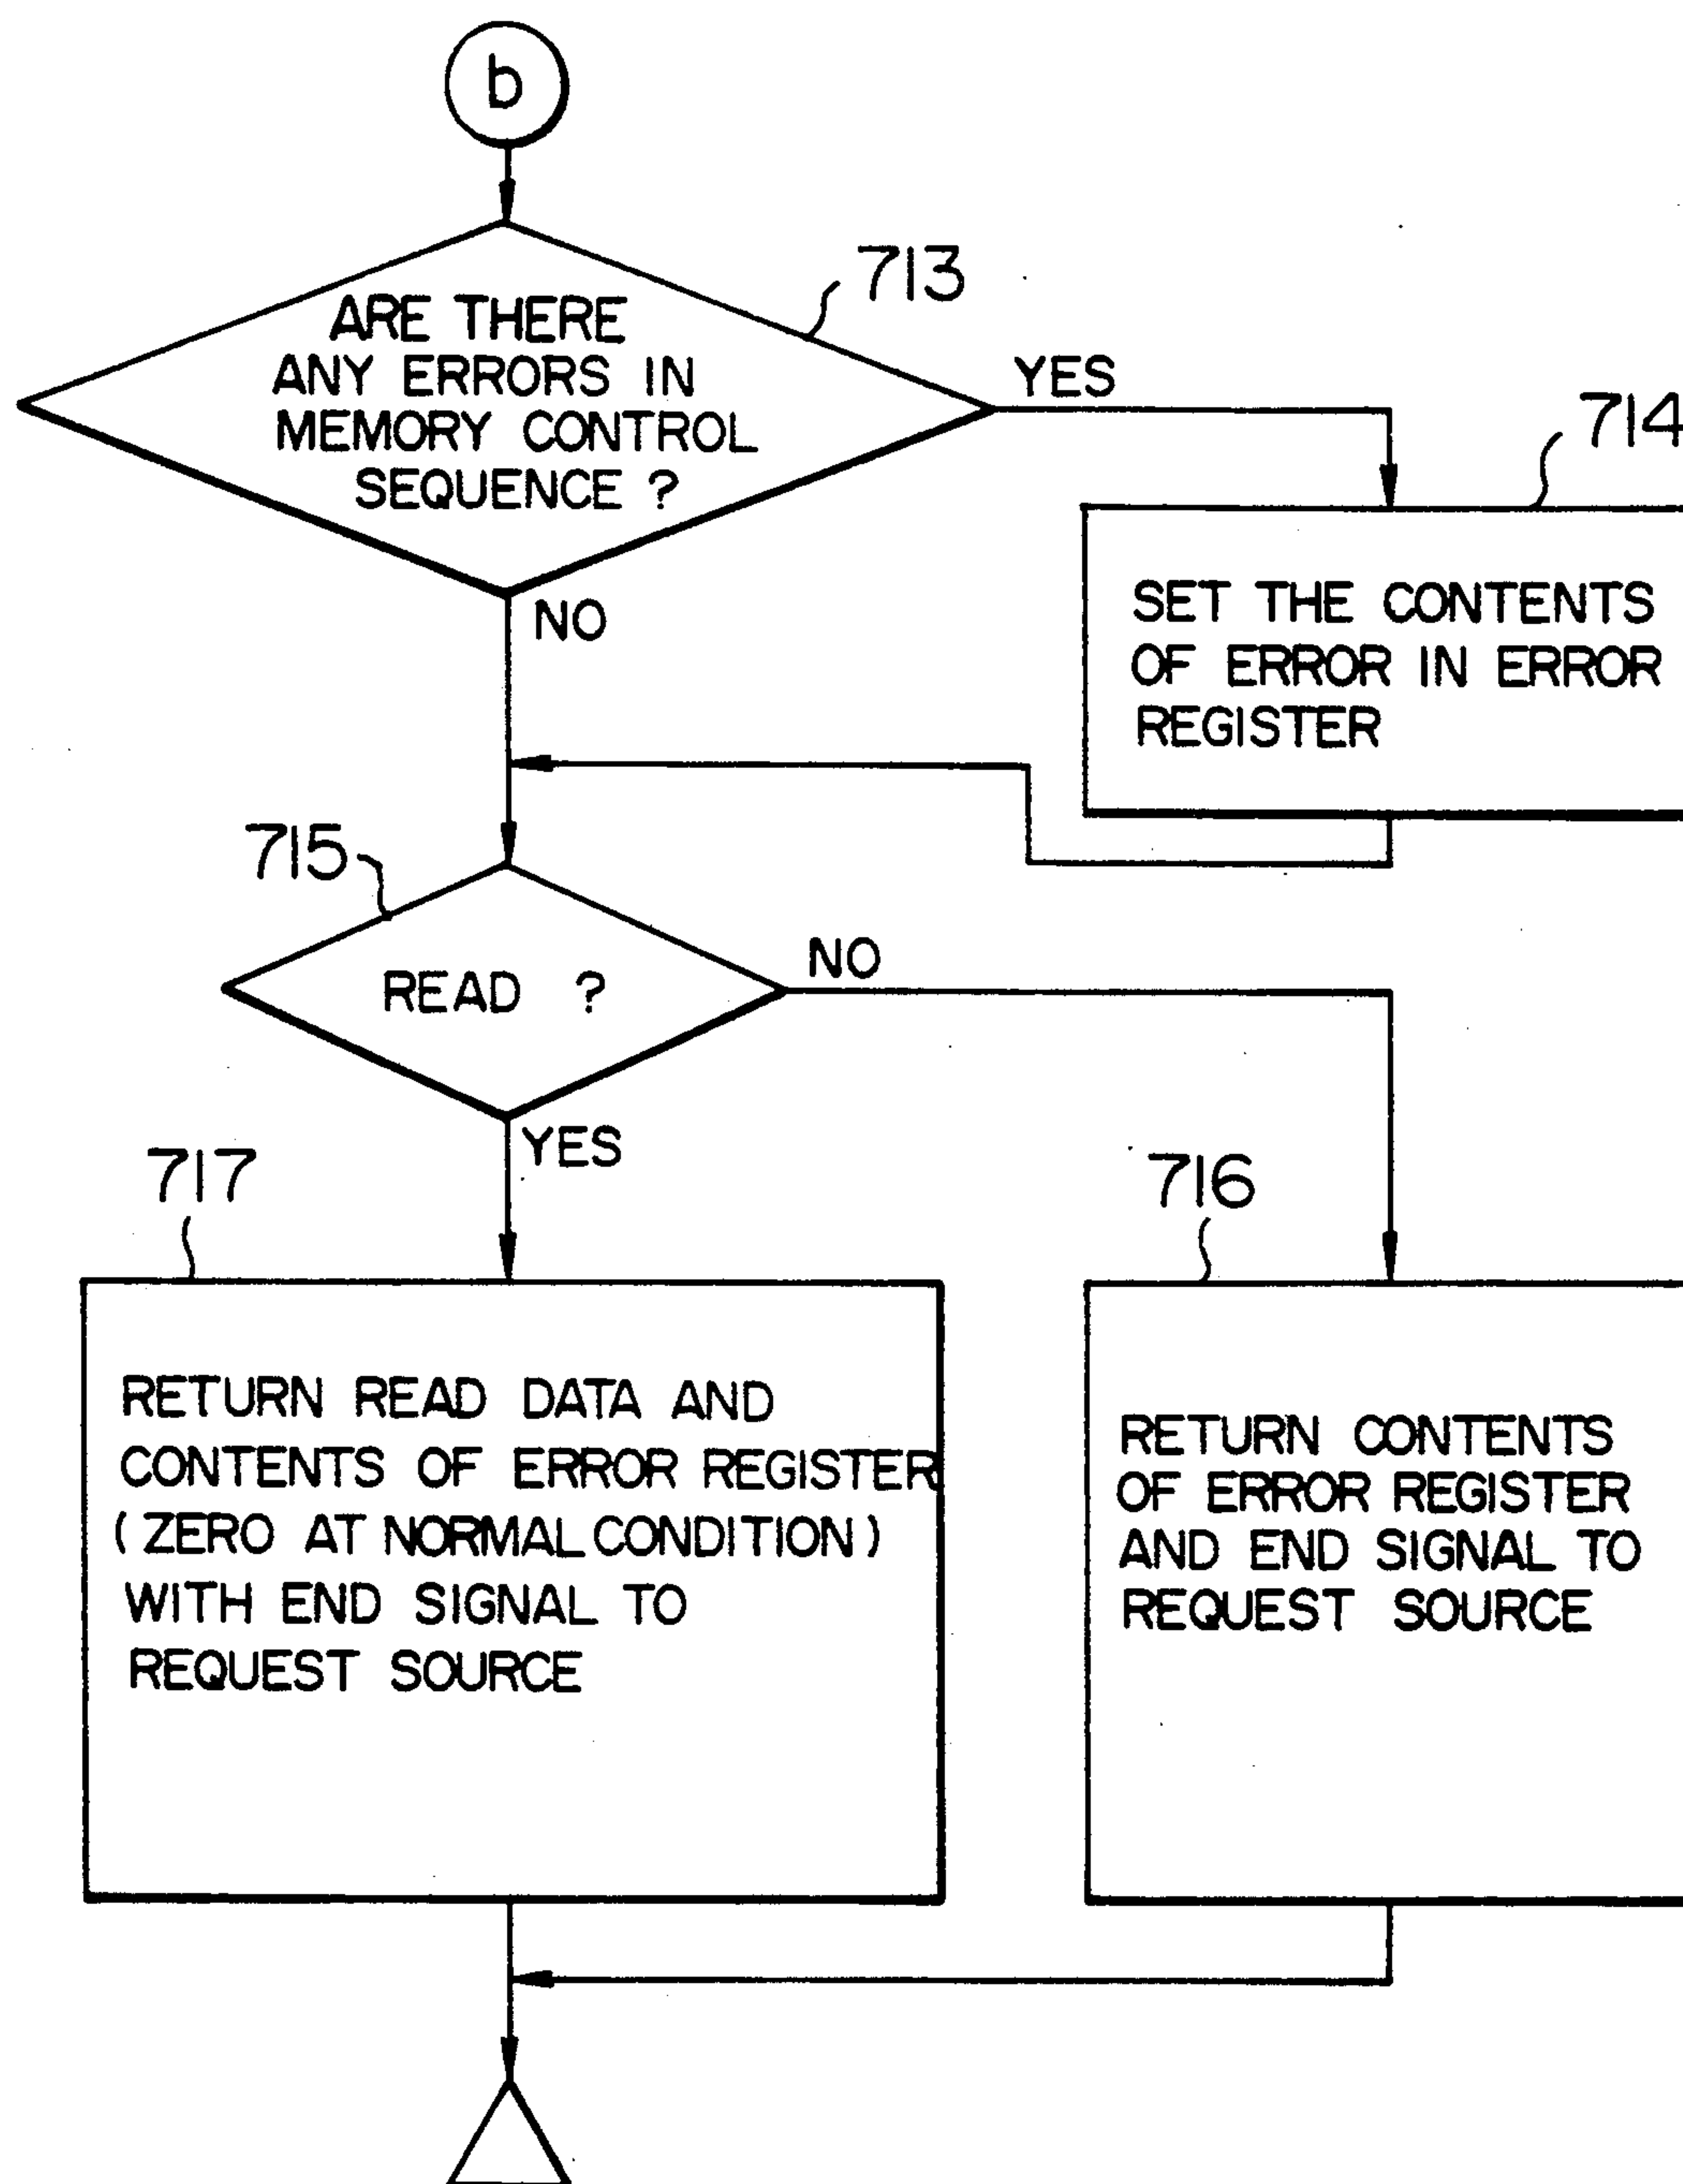 b
713
ARE THERE
ANY ERRORS IN
MEMORY CONTROL
SEQUENCE ?
YES
714
NO
SET THE CONTENTS
OF ERROR IN ERROR
REGISTER
715
READ ?
NO
YES
717
716
RETURN READ DATA AND
CONTENTS OF ERROR REGISTER
( ZERO AT NORMAL CONDITION )
WITH END SIGNAL TO
REQUEST SOURCE
RETURN CONTENTS
OF ERROR REGISTER
AND END SIGNAL TO
REQUEST SOURCE